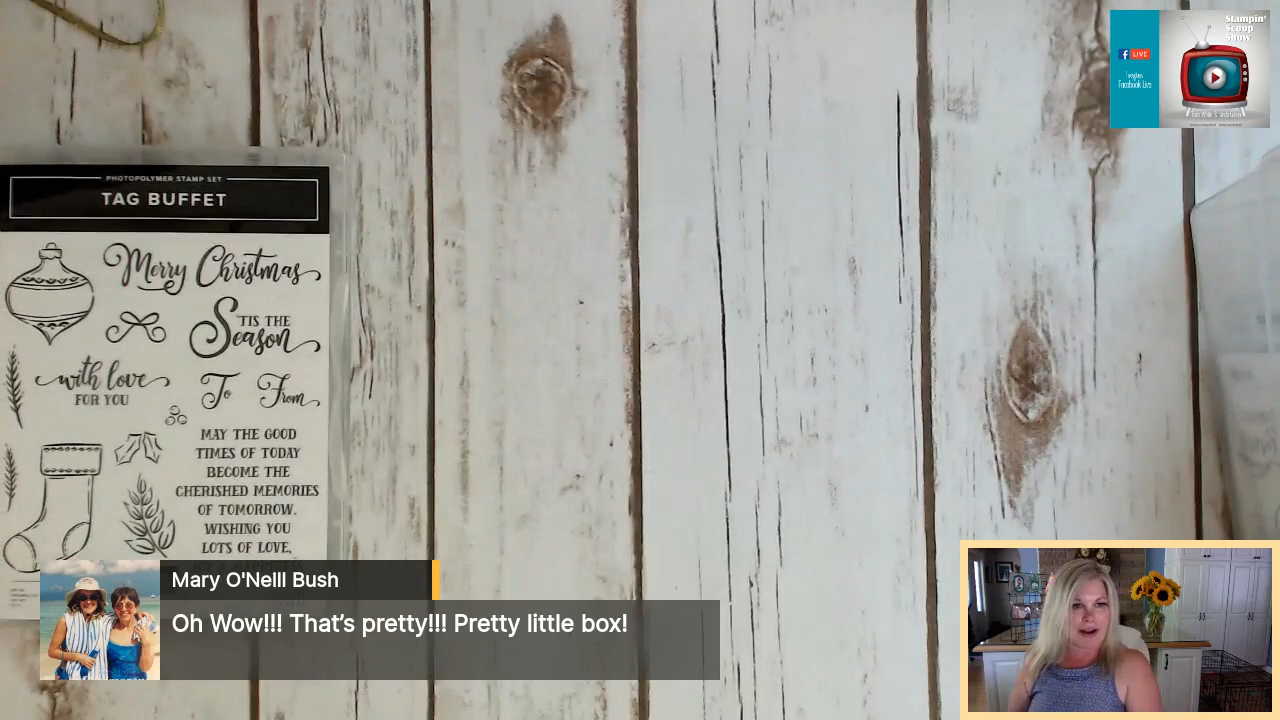 Stampin'
Scoop
Show
LIVE
Facebook Live
PHOTOPOLYMER STAMP SET
TAG BUFFET
Merry Christmas
'TIS THE
Season
with love
FOR YOU
To From
MAY THE GOOD
TIMES OF TODAY
BECOME THE
CHERISHED MEMORIES
OF TOMORROW.
WISHING YOU
LOTS OF LOVE,
Mary O'Neill Bush
Oh Wow!!! That's pretty!!! Pretty little box!